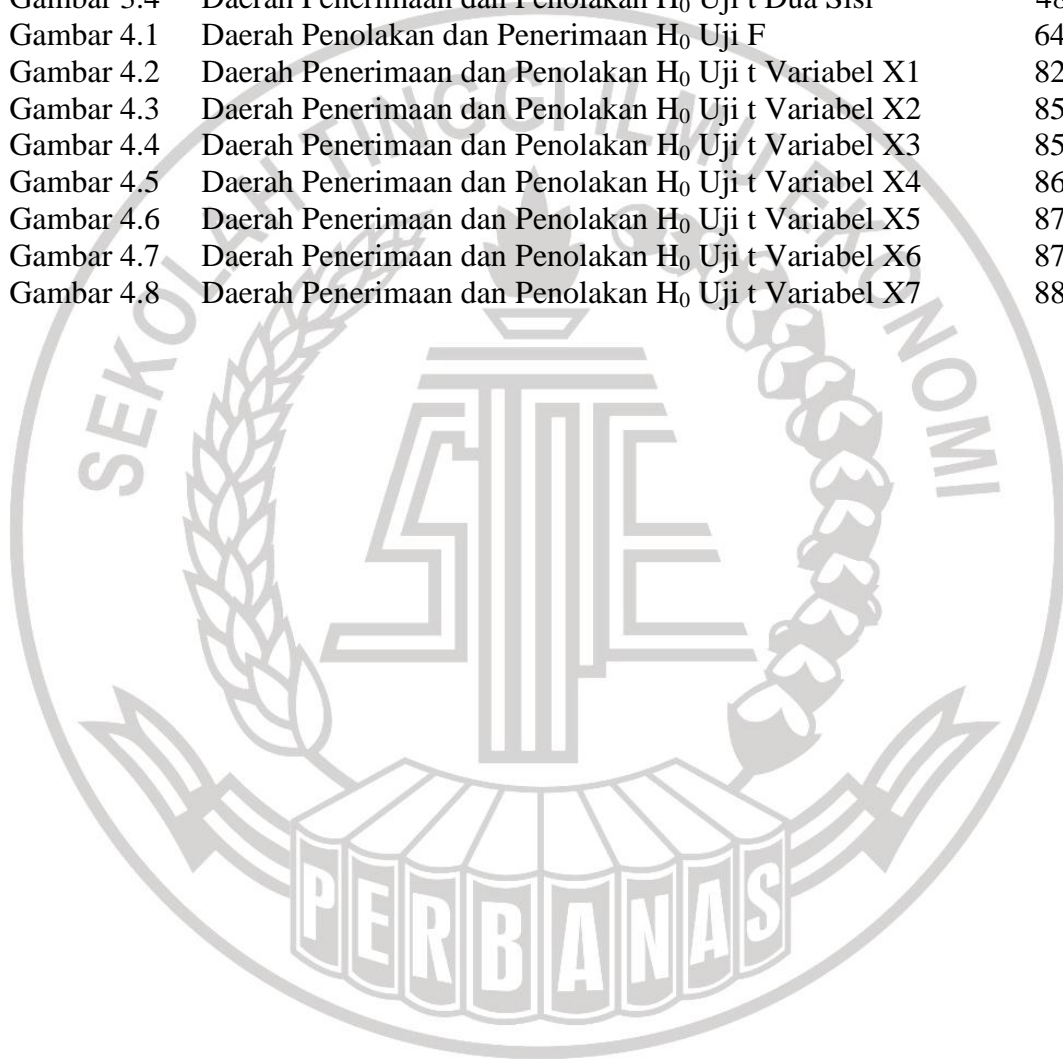 Gambar 3.4 Daerah Penerimaan dan Penolakan H₀ Uji t Dua Sisi 48
Gambar 4.1 Daerah Penolakan dan Penerimaan H₀ Uji F 64
Gambar 4.2 Daerah Penerimaan dan Penolakan H₀ Uji t Variabel X1 82
Gambar 4.3 Daerah Penerimaan dan Penolakan H₀ Uji t Variabel X2 85
Gambar 4.4 Daerah Penerimaan dan Penolakan H₀ Uji t Variabel X3 85
Gambar 4.5 Daerah Penerimaan dan Penolakan H₀ Uji t Variabel X4 86
Gambar 4.6 Daerah Penerimaan dan Penolakan H₀ Uji t Variabel X5 87
Gambar 4.7 Daerah Penerimaan dan Penolakan H₀ Uji t Variabel X6 87
Gambar 4.8 Daerah Penerimaan dan Penolakan H₀ Uji t Variabel X7 88
SEKOLAH TINGGI ILMU EKONOMI
STIE
PERBANAS